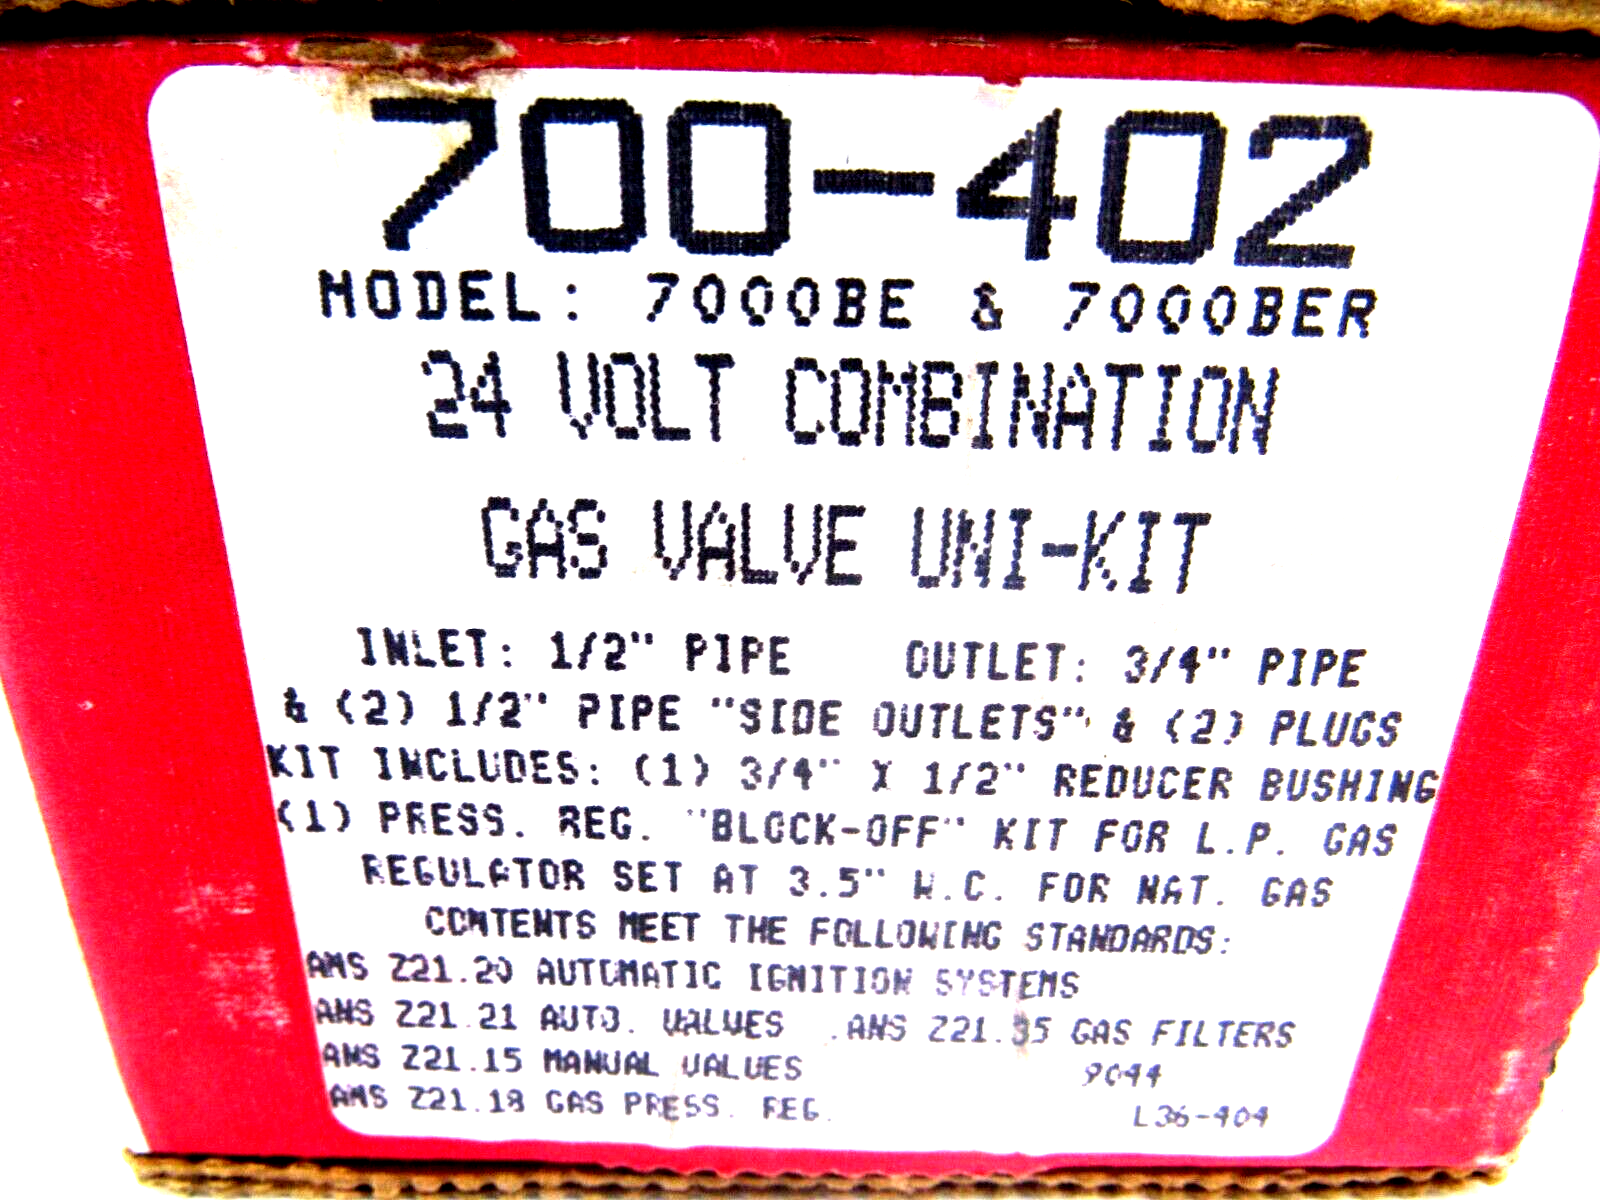 700-402
MODEL: 7000BE & 7000BER
24 VOLT COMBINATION
GAS VALVE UNI-KIT
INLET: 1/2" PIPE OUTLET: 3/4" PIPE
& (2) 1/2" PIPE "SIDE OUTLETS" & (2) PLUGS
KIT INCLUDES: (1) 3/4" X 1/2" REDUCER BUSHING
(1) PRESS. REG. "BLOCK-OFF" KIT FOR L.P. GAS
REGULATOR SET AT 3.5" W.C. FOR NAT. GAS
CONTENTS MEET THE FOLLOWING STANDARDS:
ANS Z21.20 AUTOMATIC IGNITION SYSTEMS
ANS Z21.21 AUTO. VALVES .ANS Z21.35 GAS FILTERS
ANS Z21.15 MANUAL VALVES 9044
ANS Z21.18 GAS PRESS. REG. L36-404